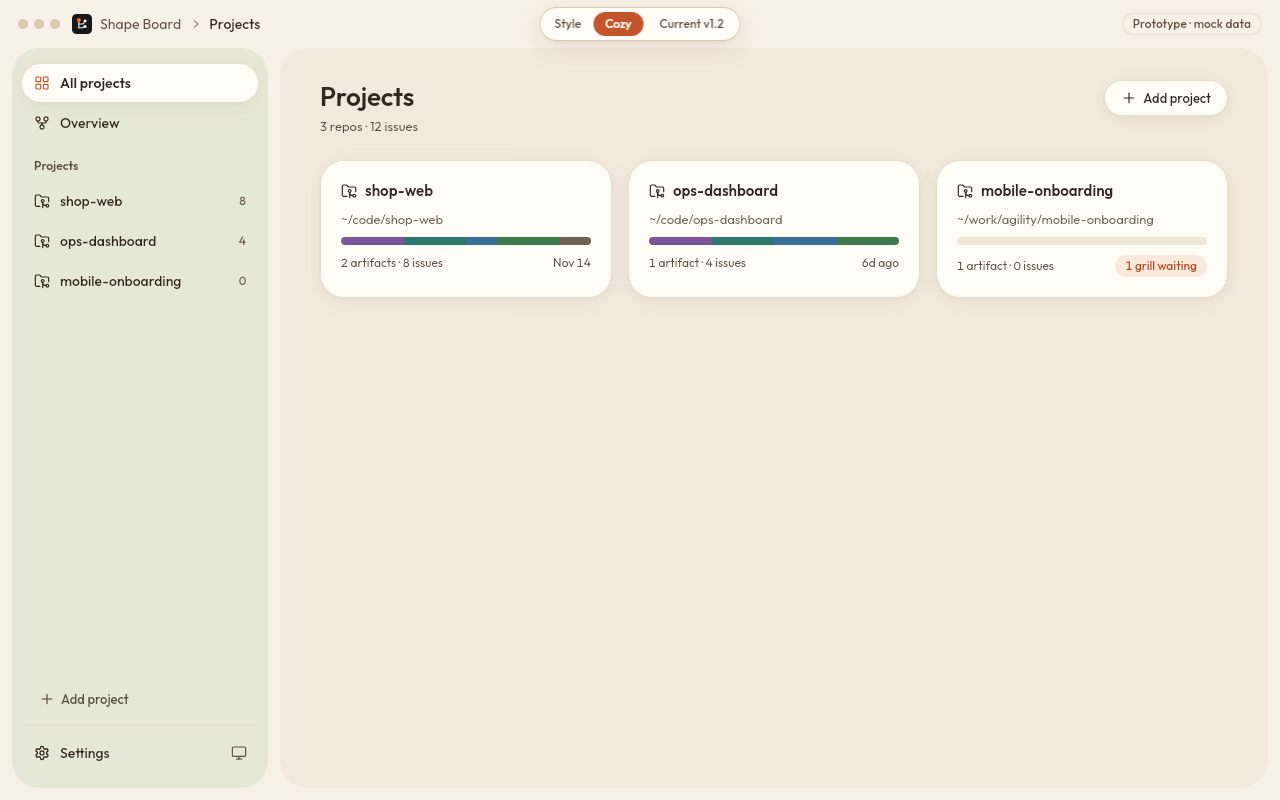 Shape Board > Projects
Style Cozy Current v1.2
Prototype · mock data
All projects
Overview
Projects
shop-web 8
ops-dashboard 4
mobile-onboarding 0
Add project
Settings
Projects
3 repos · 12 issues
Add project
shop-web
~/code/shop-web
2 artifacts · 8 issues Nov 14
ops-dashboard
~/code/ops-dashboard
1 artifact · 4 issues 6d ago
mobile-onboarding
~/work/agility/mobile-onboarding
1 artifact · 0 issues 1 grill waiting